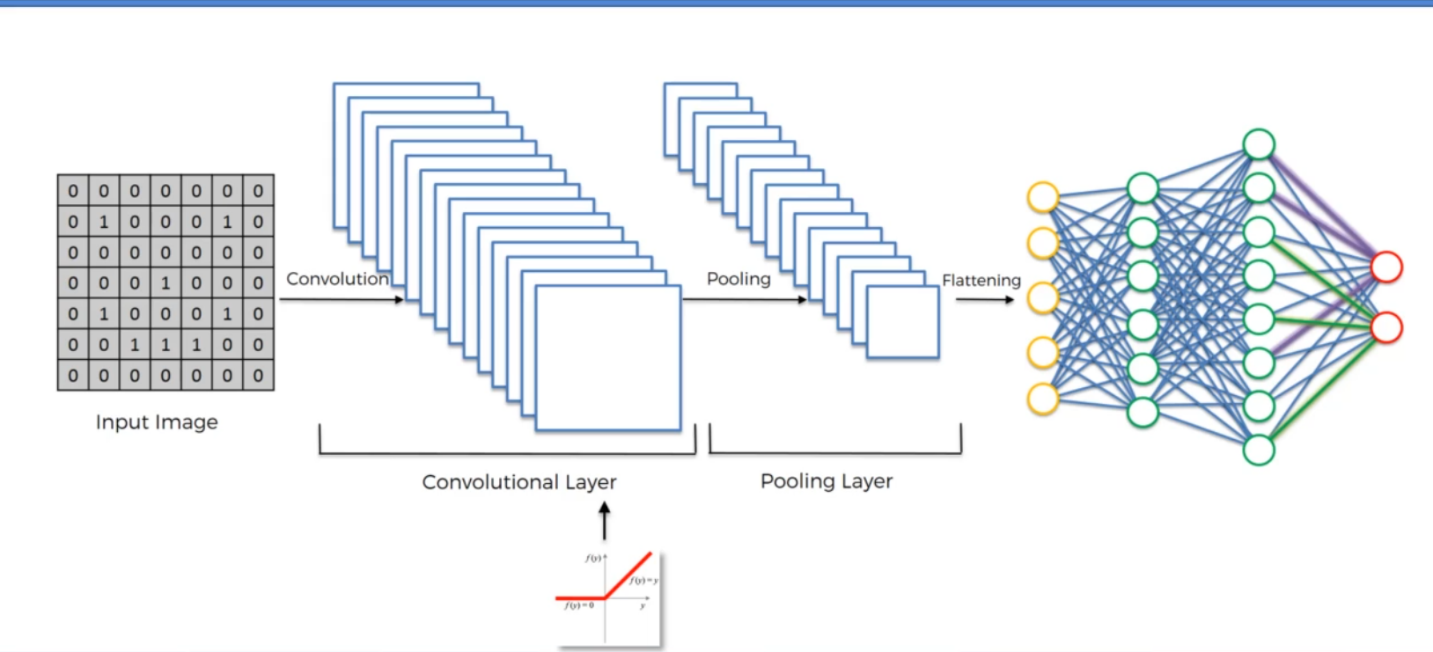 0 0 0 0 0 0 0
0 1 0 0 0 1 0
0 0 0 0 0 0 0
0 0 0 1 0 0 0
0 1 0 0 0 1 0
0 0 1 1 1 0 0
0 0 0 0 0 0 0
Input Image
Convolution
Pooling
Flattening
Convolutional Layer
Pooling Layer
f(y)
f(y)=y
f(y)=0
y